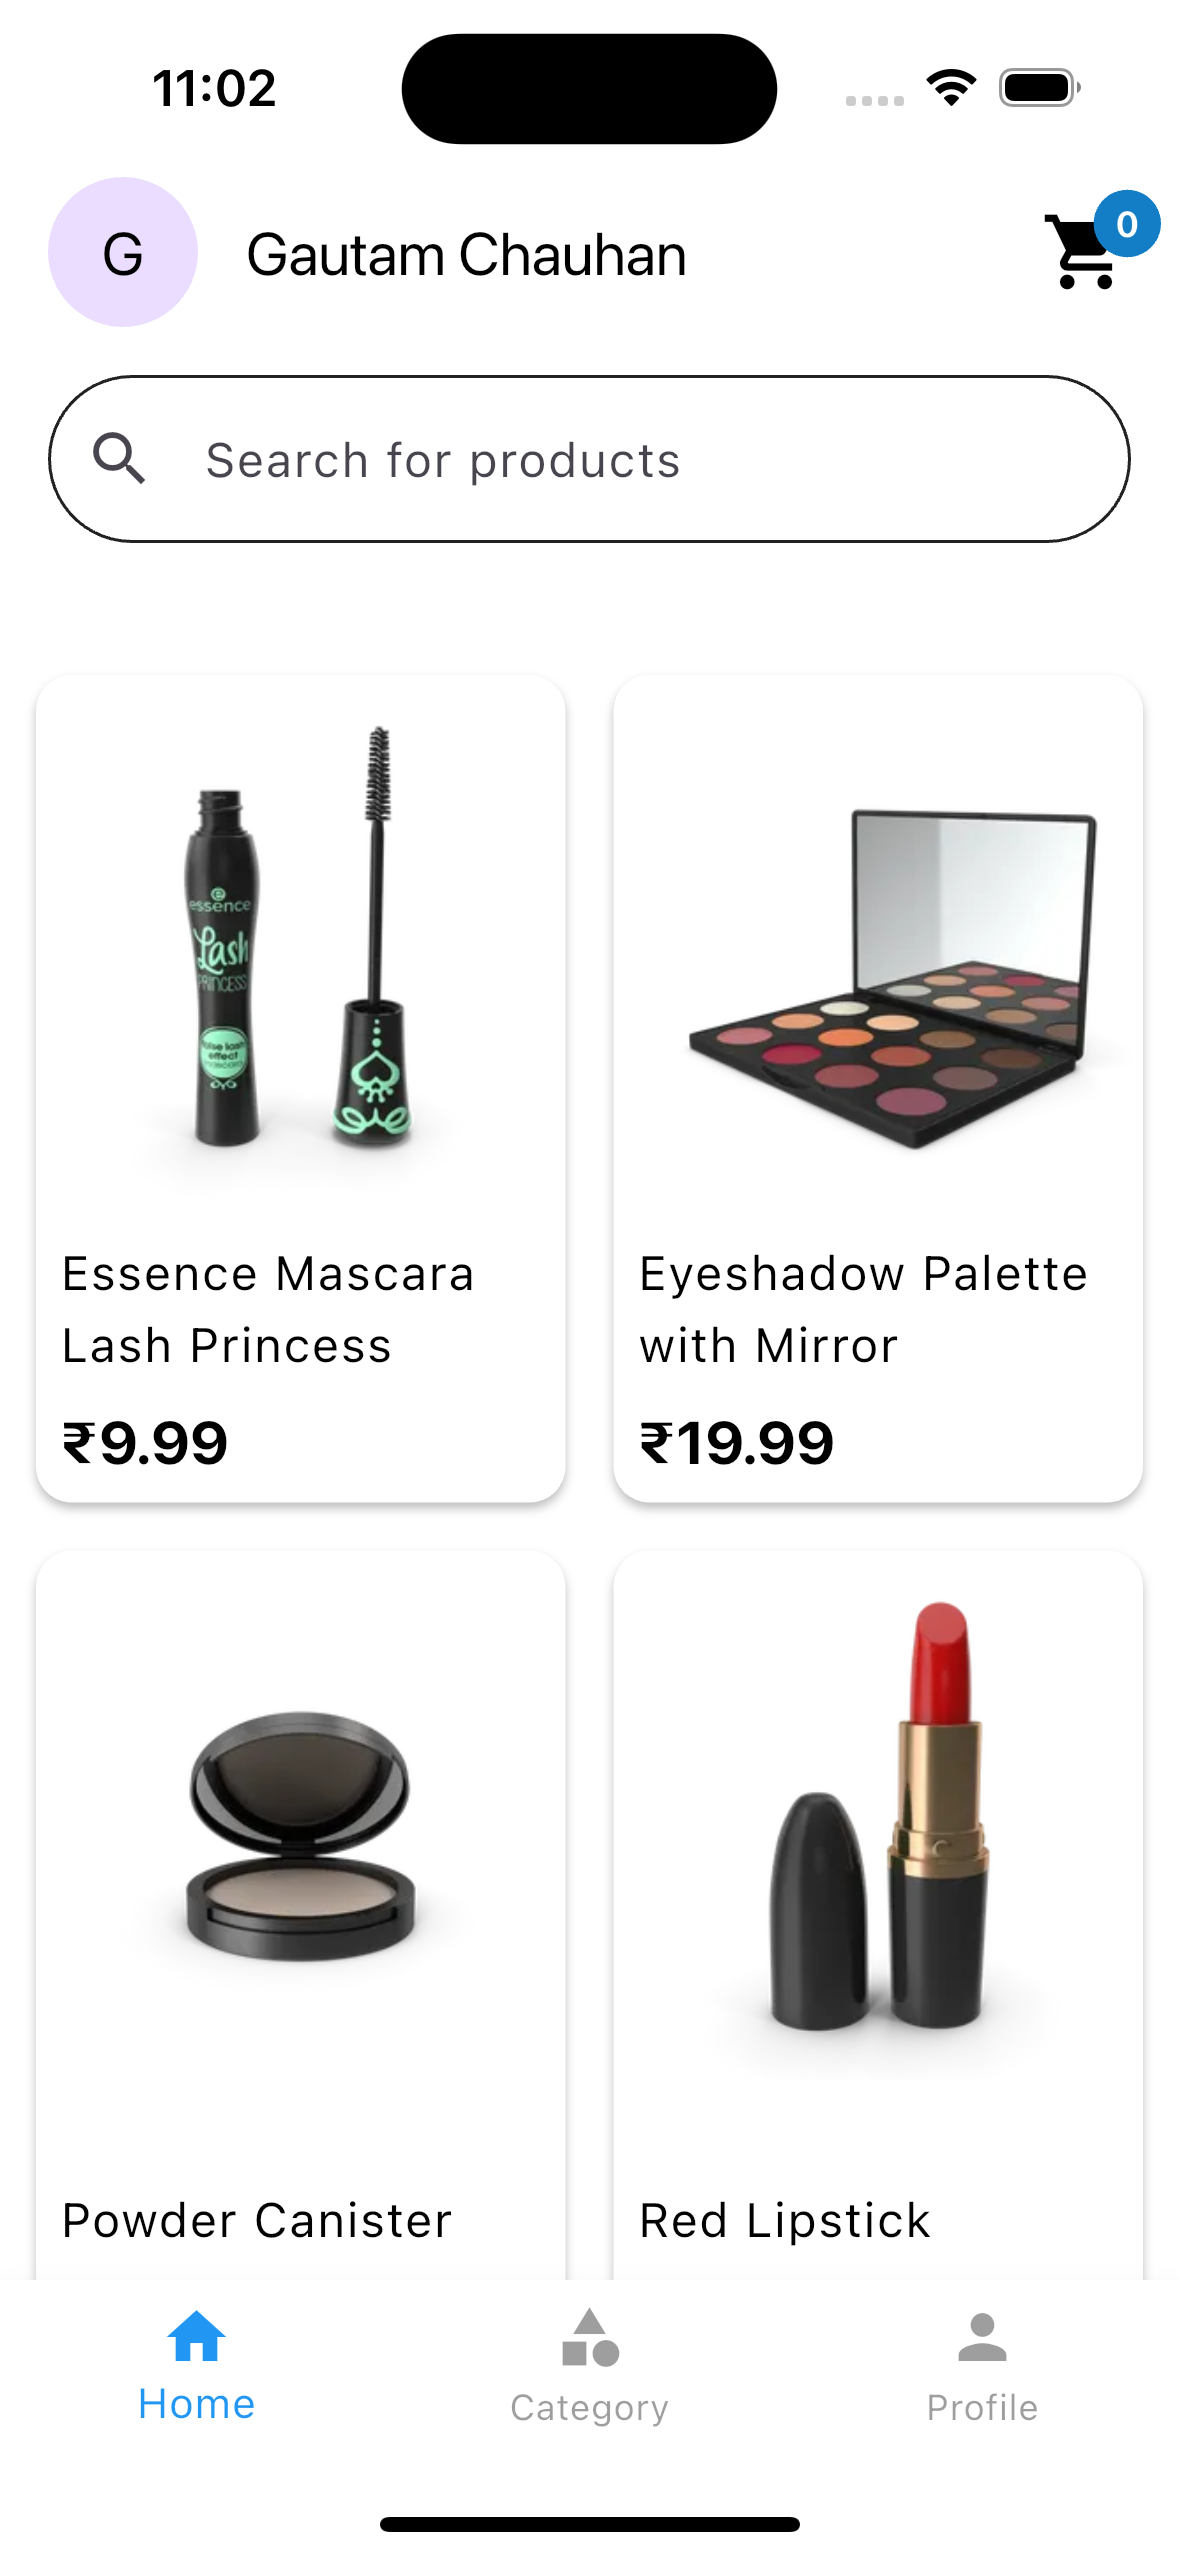 11:02
G
Gautam Chauhan
0
Search for products
essence
Lash
PRINCESS
false lash
effect
mascara
Essence Mascara
Lash Princess
₹9.99
Eyeshadow Palette
with Mirror
₹19.99
Powder Canister
Red Lipstick
Home
Category
Profile